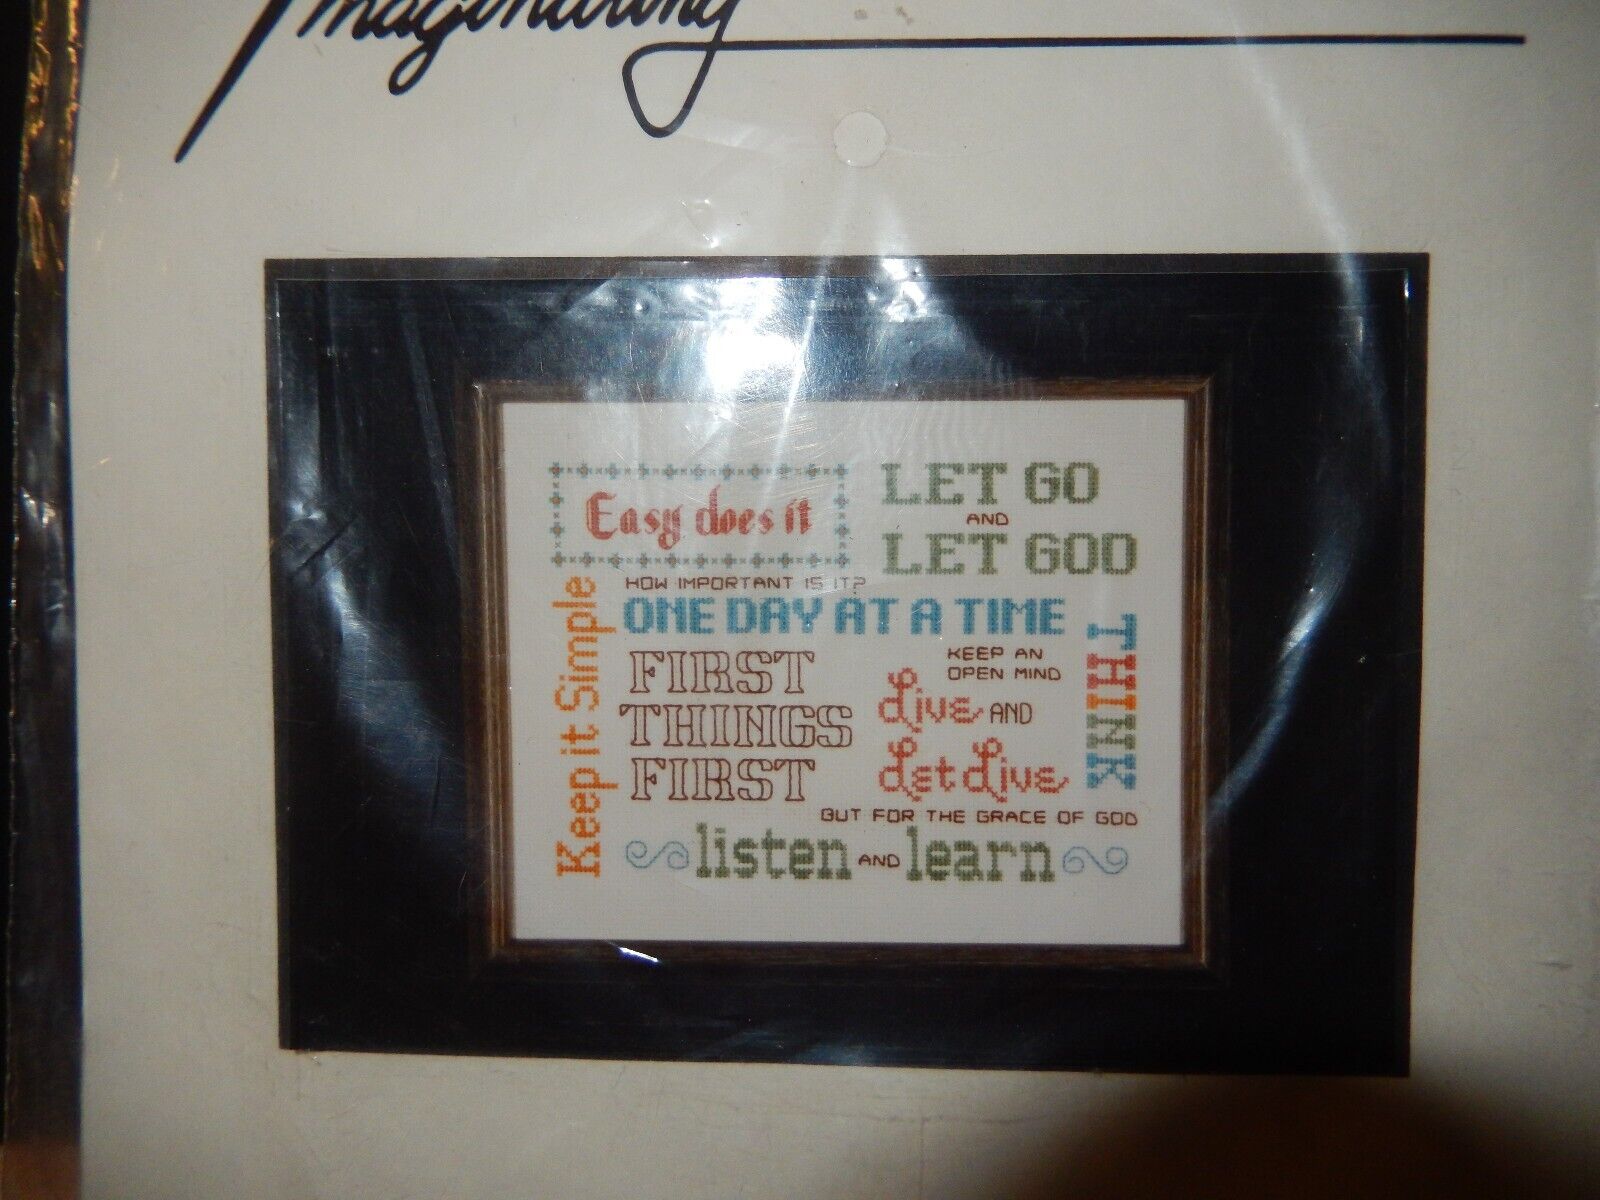 Imaginating
Easy does it
LET GO
AND
LET GOD
HOW IMPORTANT IS IT?
ONE DAY AT A TIME
Keep it Simple
FIRST
THINGS
FIRST
KEEP AN
OPEN MIND
Live AND
Let Live
THINK
BUT FOR THE GRACE OF GOD
listen AND learn